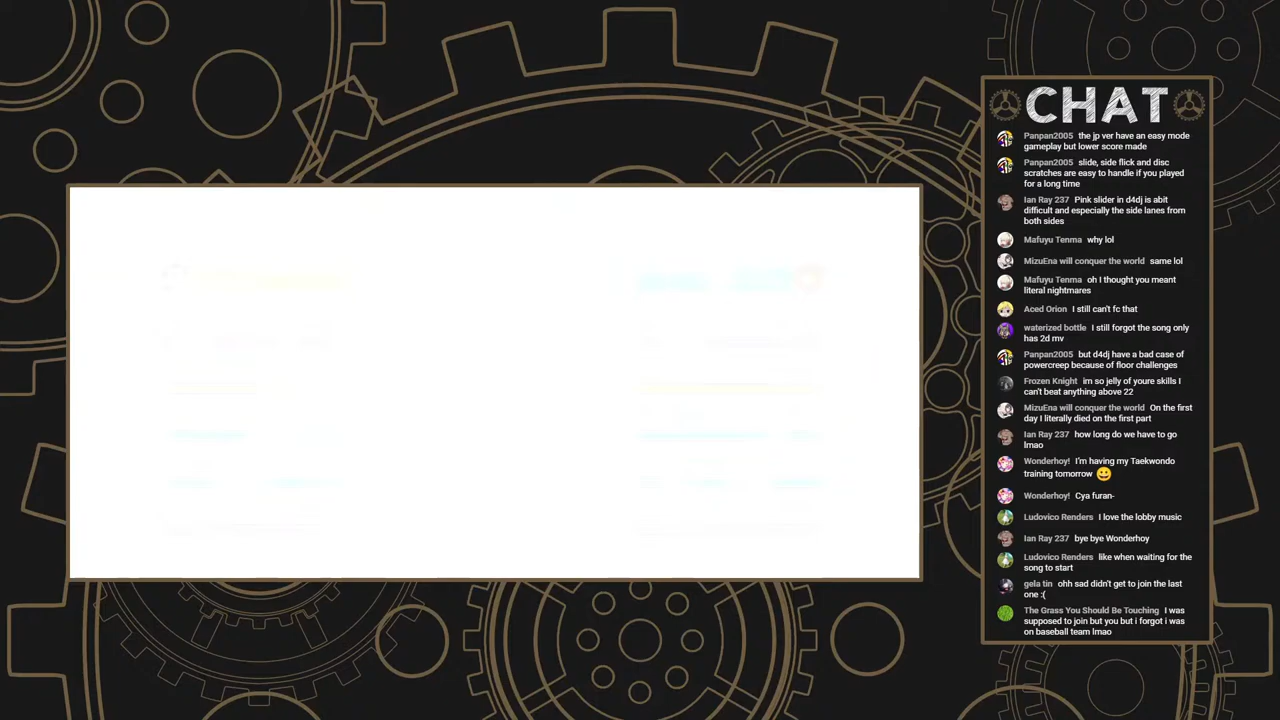 CHAT
Panpan2005 the jp ver have an easy mode
gameplay but lower score made
Panpan2005 slide, side flick and disc
scratches are easy to handle if you played
for a long time
Ian Ray 237 Pink slider in d4dj is abit
difficult and especially the side lanes from
both sides
Mafuyu Tenma why lol
MizuEna will conquer the world same lol
Mafuyu Tenma oh I thought you meant
literal nightmares
Aced Orion I still can't fc that
waterized bottle I still forgot the song only
has 2d mv
Panpan2005 but d4dj have a bad case of
powercreep because of floor challenges
Frozen Knight im so jelly of youre skills I
can't beat anything above 22
MizuEna will conquer the world On the first
day I literally died on the first part
Ian Ray 237 how long do we have to go
lmao
Wonderhoy! I'm having my Taekwondo
training tomorrow 😀
Wonderhoy! Cya furan-
Ludovico Renders I love the lobby music
Ian Ray 237 bye bye Wonderhoy
Ludovico Renders like when waiting for the
song to start
gela tin ohh sad didn't get to join the last
one :(
The Grass You Should Be Touching I was
supposed to join but you but i forgot i was
on baseball team lmao